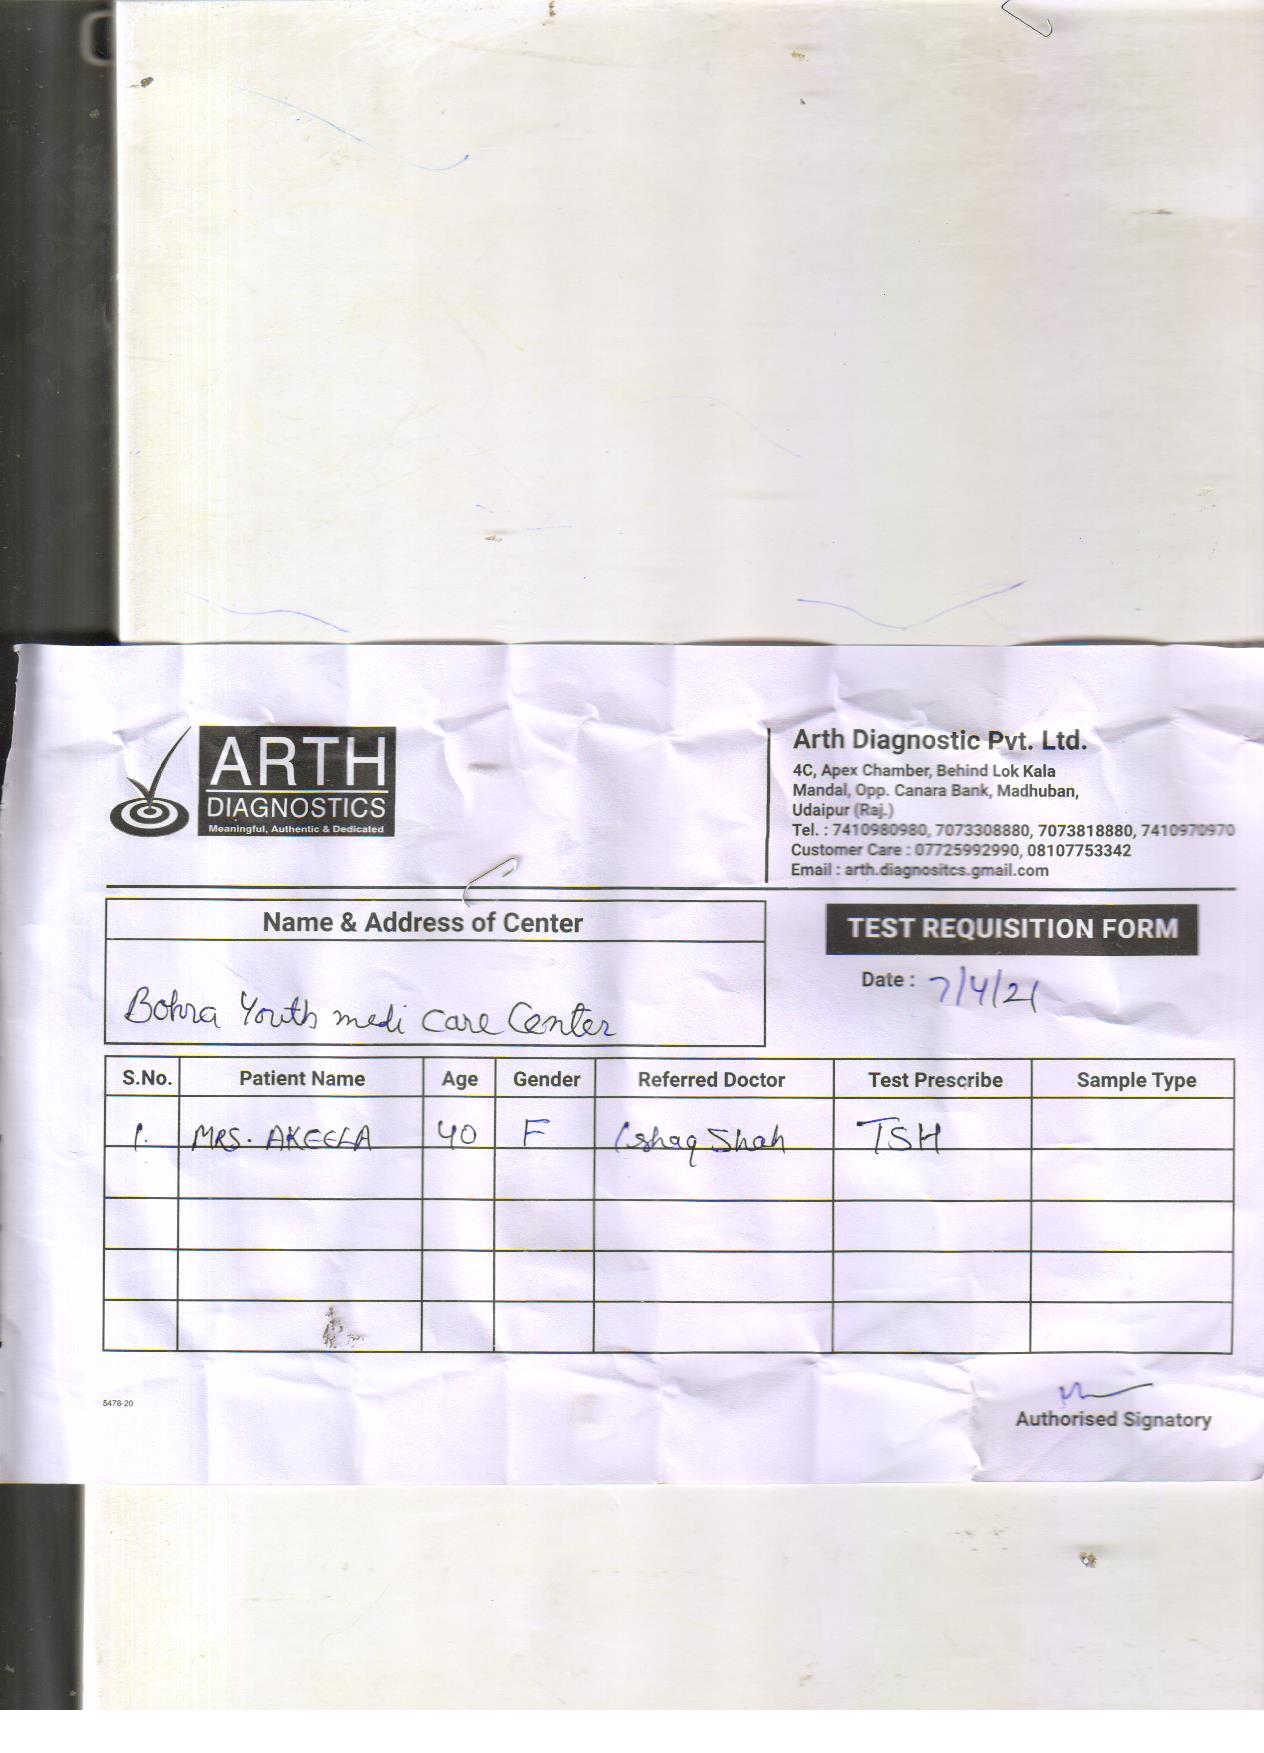 ARTH
DIAGNOSTICS
Meaningful, Authentic & Dedicated
Arth Diagnostic Pvt. Ltd.
4C, Apex Chamber, Behind Lok Kala
Mandal, Opp. Canara Bank, Madhuban,
Udaipur (Raj.)
Tel. : 7410980980, 7073308880, 7073818880, 7410970970
Customer Care : 07725992990, 08107753342
Email : arth.diagnositcs.gmail.com
Name & Address of Center
Bohra Youth medi care Center
TEST REQUISITION FORM
Date : 7/4/21
S.No. Patient Name Age Gender Referred Doctor Test Prescribe Sample Type
1. MRS. AKEELA 40 F Ishaq Shah TSH
5478-20
Authorised Signatory